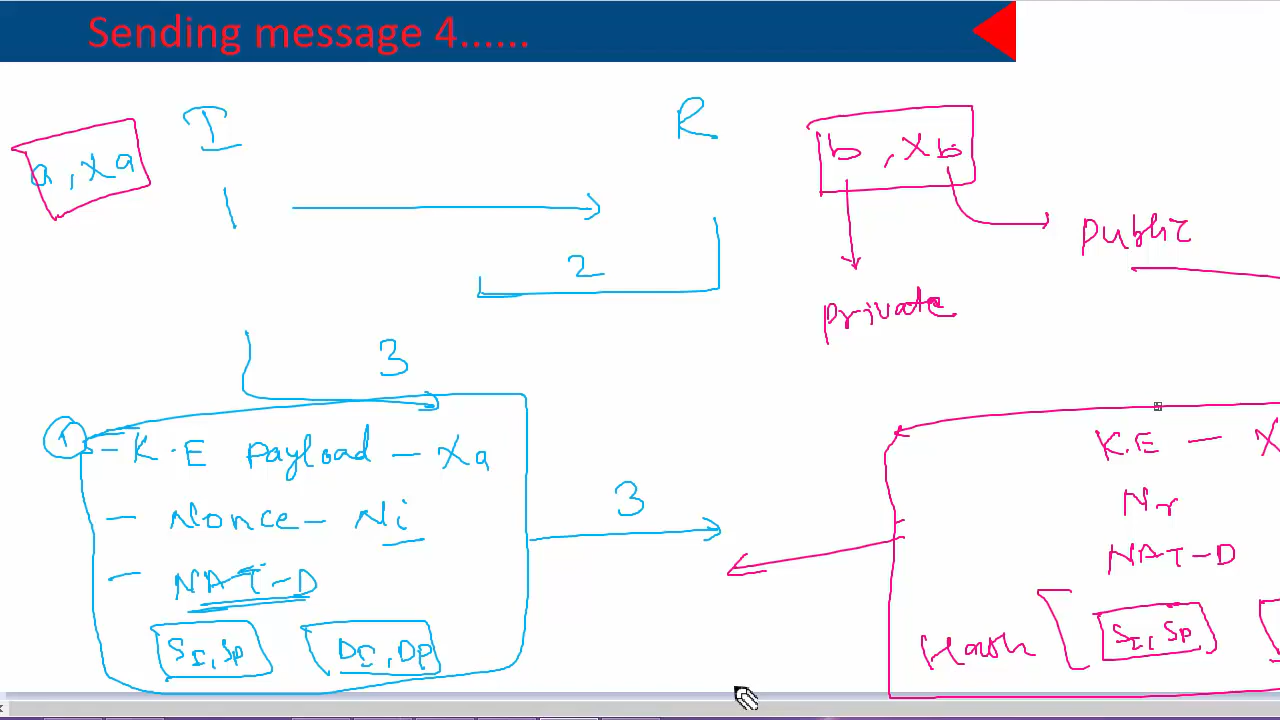 Sending message 4......
I
R
a, xa
b, xb
1
2
Public
Private
3
① - K.E Payload - Xa
- Nonce - Ni
- NAT-D
SI, Sp
DI, Dp
3
K.E - X
Nr
NAT-D
Hash [ SI, Sp